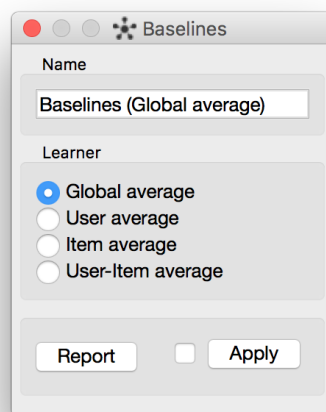 Baselines
Name
Baselines (Global average)
Learner
Global average
User average
Item average
User-Item average
Report
Apply